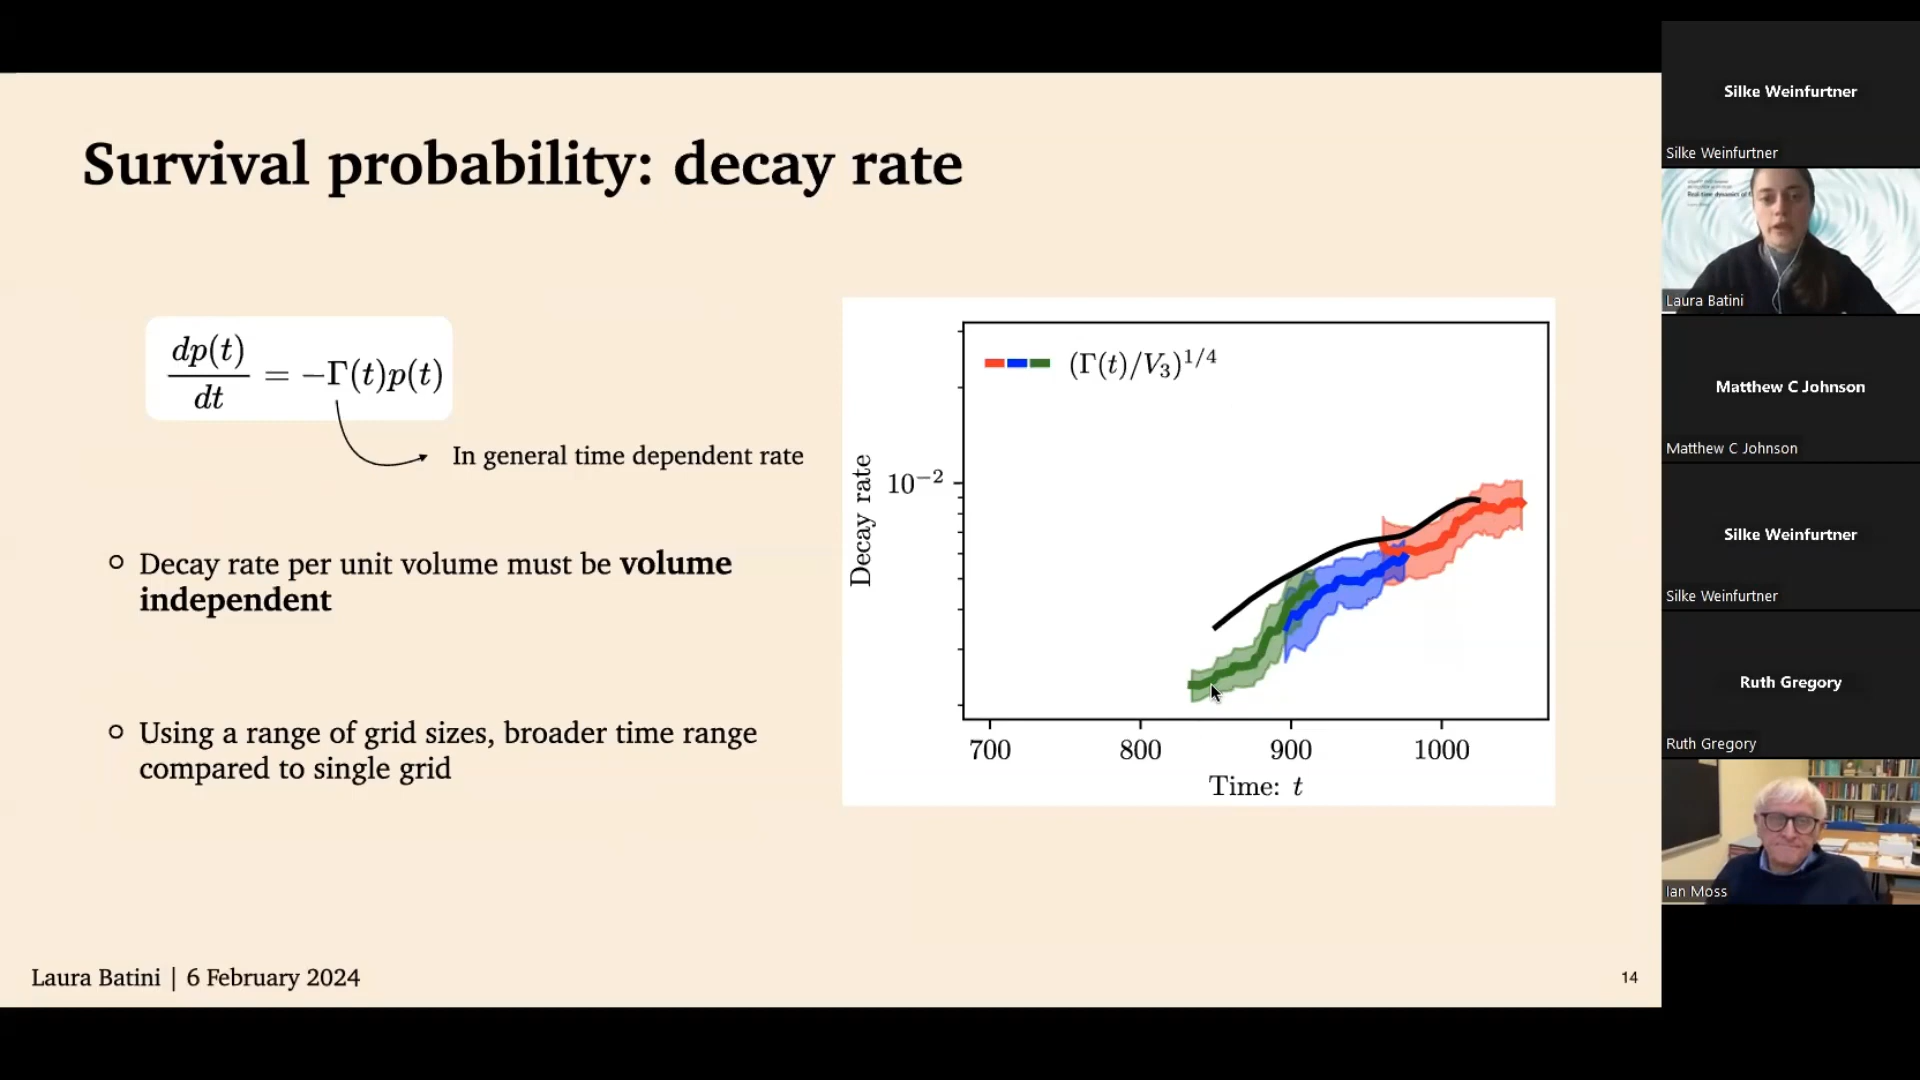 Survival probability: decay rate
dp(t)
dt
= −Γ(t)p(t)
In general time dependent rate
Decay rate per unit volume must be volume
independent
Using a range of grid sizes, broader time range
compared to single grid
(Γ(t)/V₃)^{1/4}
Decay rate
10⁻²
700 800 900 1000
Time: t
Laura Batini | 6 February 2024
14
Silke Weinfurtner
Silke Weinfurtner
Laura Batini
Matthew C Johnson
Matthew C Johnson
Silke Weinfurtner
Silke Weinfurtner
Ruth Gregory
Ruth Gregory
Ian Moss